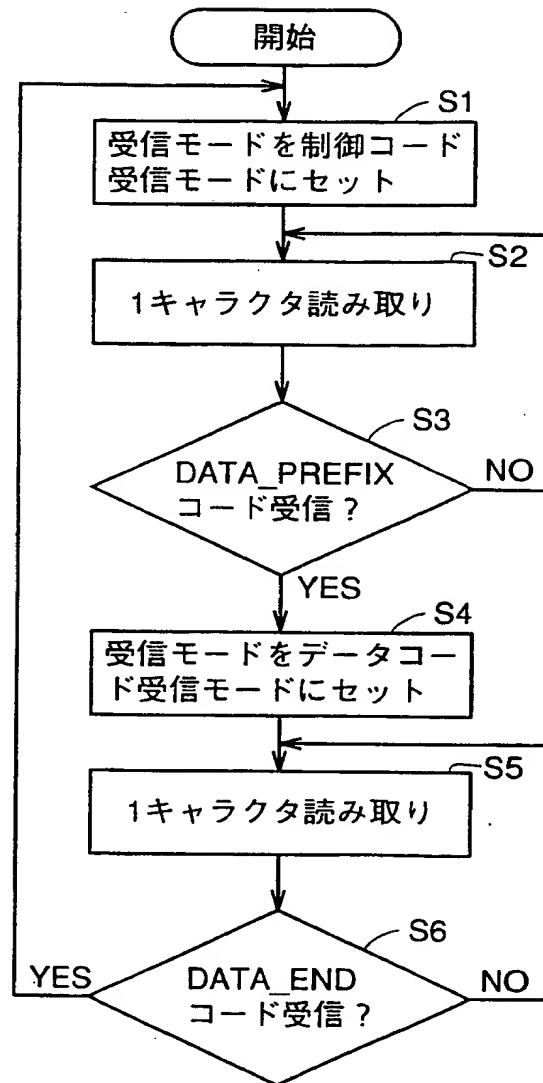 開始
S1
受信モードを制御コード
受信モードにセット
S2
1キャラクタ読み取り
S3
DATA_PREFIX
コード受信?
NO
YES
S4
受信モードをデータコー
ド受信モードにセット
S5
1キャラクタ読み取り
S6
YES
DATA_END
コード受信?
NO